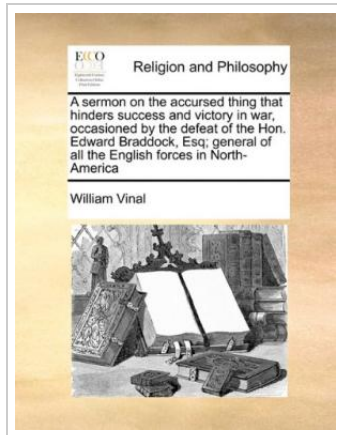 ECCO
Religion and Philosophy
A sermon on the accursed thing that
hinders success and victory in war,
occasioned by the defeat of the Hon.
Edward Braddock, Esq; general of
all the English forces in North-
America
William Vinal